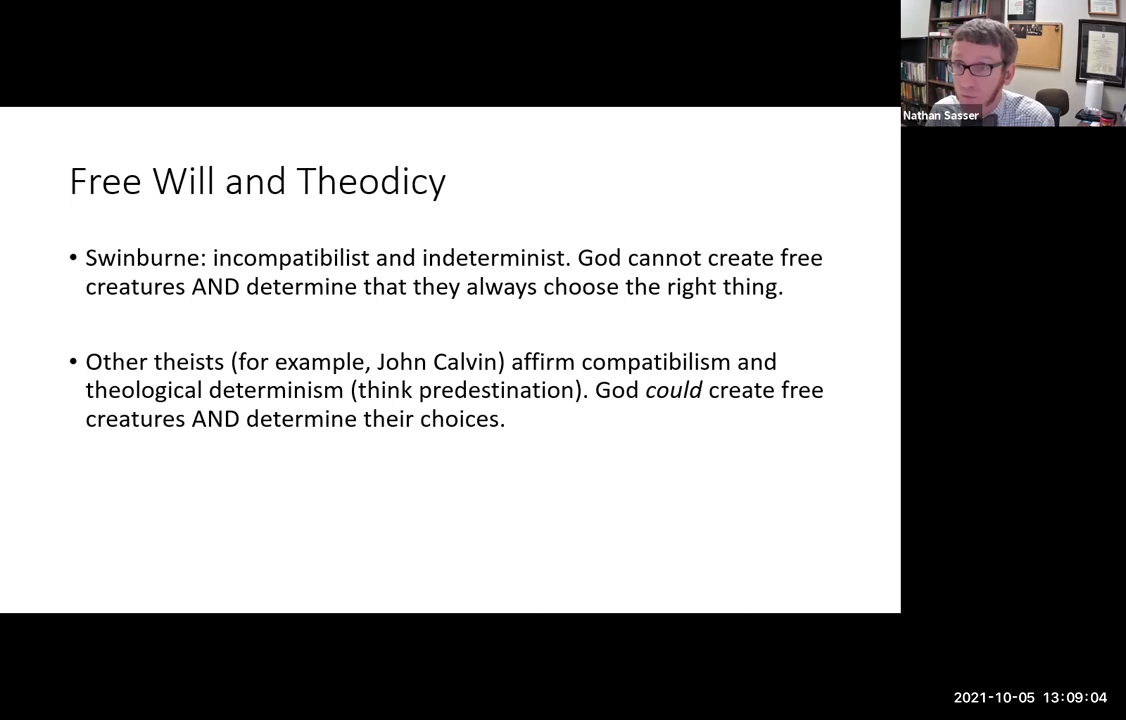 Nathan Sasser
Free Will and Theodicy
• Swinburne: incompatibilist and indeterminist. God cannot create free
creatures AND determine that they always choose the right thing.
• Other theists (for example, John Calvin) affirm compatibilism and
theological determinism (think predestination). God could create free
creatures AND determine their choices.
2021-10-05 13:09:04